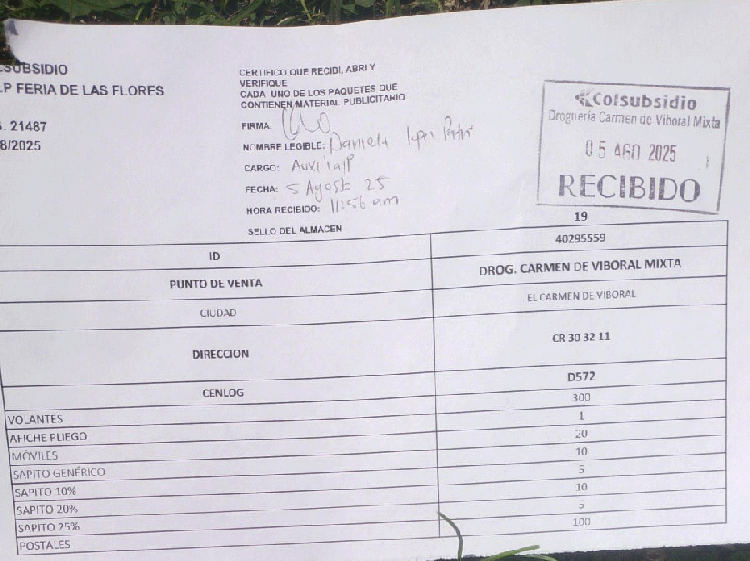 SUBSIDIO
.P FERIA DE LAS FLORES
. 21487
8/2025
CERTIFICO QUE RECIBI, ABRI Y
VERIFIQUE
CADA UNO DE LOS PAQUETES QUE
CONTIENEN MATERIAL PUBLICITARIO
FIRMA
NOMBRE LEGIBLE: Daniela
CARGO:
FECHA: 5 Agosto 25
HORA RECIBIDO: 11:56 am
SELLO DEL ALMACEN
Colsubsidio
Drogueria Carmen de Viboral Mixta
05 AGO 2025
RECIBIDO
19
ID 40295559
PUNTO DE VENTA DROG. CARMEN DE VIBORAL MIXTA
CIUDAD EL CARMEN DE VIBORAL
DIRECCION CR 30 32 11
CENLOG D572
VOLANTES 300
AFICHE PLIEGO 1
MÓVILES 20
SAPITO GENÉRICO 10
SAPITO 10% 5
SAPITO 20% 10
SAPITO 25% 5
POSTALES 100